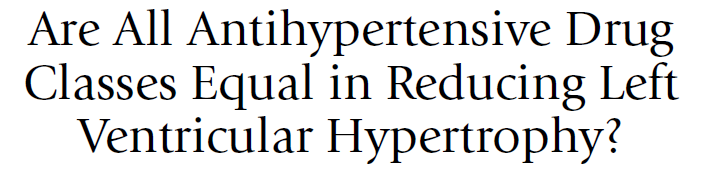 Are All Antihypertensive Drug
Classes Equal in Reducing Left
Ventricular Hypertrophy?